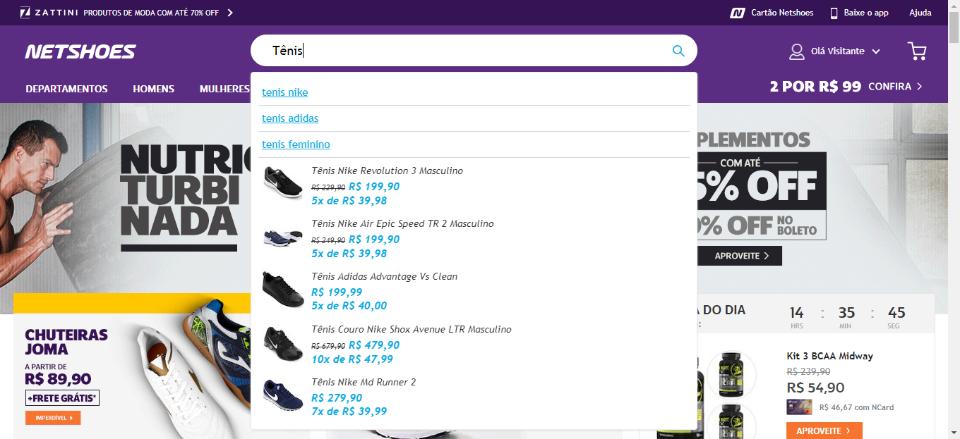 ZATTINI PRODUTOS DE MODA COM ATÉ 70% OFF
Cartão Netshoes
Baixe o app
Ajuda
NETSHOES
Tênis
Olá Visitante
DEPARTAMENTOS
HOMENS
MULHERES
2 POR R$ 99 CONFIRA
tenis nike
tenis adidas
tenis feminino
Tênis Nike Revolution 3 Masculino
R$ 229,90 R$ 199,90
5x de R$ 39,98
Tênis Nike Air Epic Speed TR 2 Masculino
R$ 349,90 R$ 199,90
5x de R$ 39,98
Tênis Adidas Advantage Vs Clean
R$ 199,99
5x de R$ 40,00
Tênis Couro Nike Shox Avenue LTR Masculino
R$ 679,90 R$ 479,90
10x de R$ 47,99
Tênis Nike Md Runner 2
R$ 279,90
7x de R$ 39,99
NUTRI
TURBI
NADA
PLEMENTOS
COM ATÉ
5% OFF
0% OFF NO
BOLETO
APROVEITE
CHUTEIRAS
JOMA
A PARTIR DE
R$ 89,90
+FRETE GRÁTIS*
IMPERDÍVEL
DO DIA
14 : 35 : 45
HRS MIN SEG
Kit 3 BCAA Midway
R$ 239,90
R$ 54,90
R$ 46,67 com NCard
APROVEITE